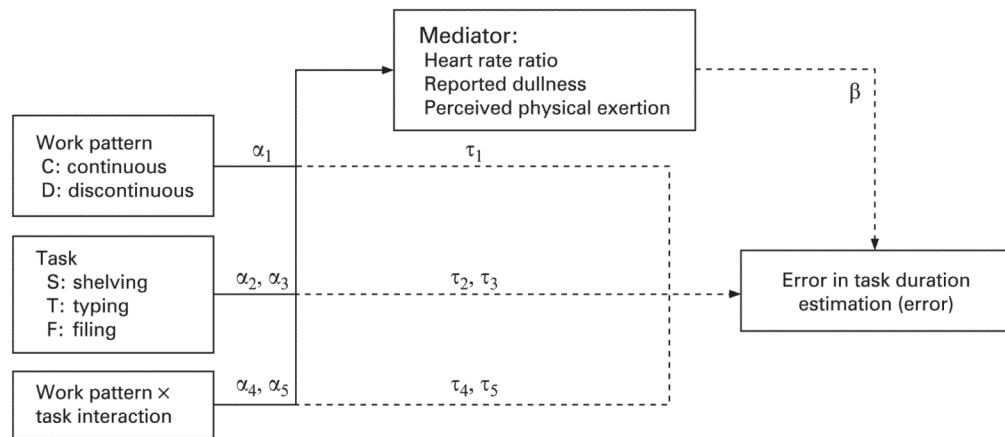 Mediator:
Heart rate ratio
Reported dullness
Perceived physical exertion
β
Work pattern
C: continuous
D: discontinuous
α1
τ1
Task
S: shelving
T: typing
F: filing
α2, α3
τ2, τ3
Error in task duration
estimation (error)
Work pattern ×
task interaction
α4, α5
τ4, τ5